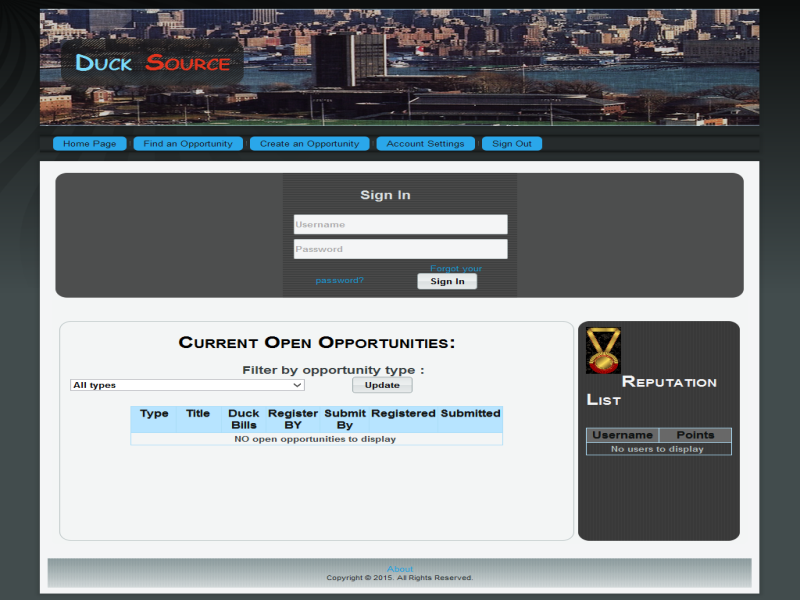 Duck Source
Home Page Find an Opportunity Create an Opportunity Account Settings Sign Out
Sign In
Username
Password
Forgot your
password? Sign In
Current Open Opportunities:
Filter by opportunity type :
All types Update
Type Title Duck Bills Register BY Submit By Registered Submitted
NO open opportunities to display
Reputation
List
Username Points
No users to display
About
Copyright © 2015. All Rights Reserved.